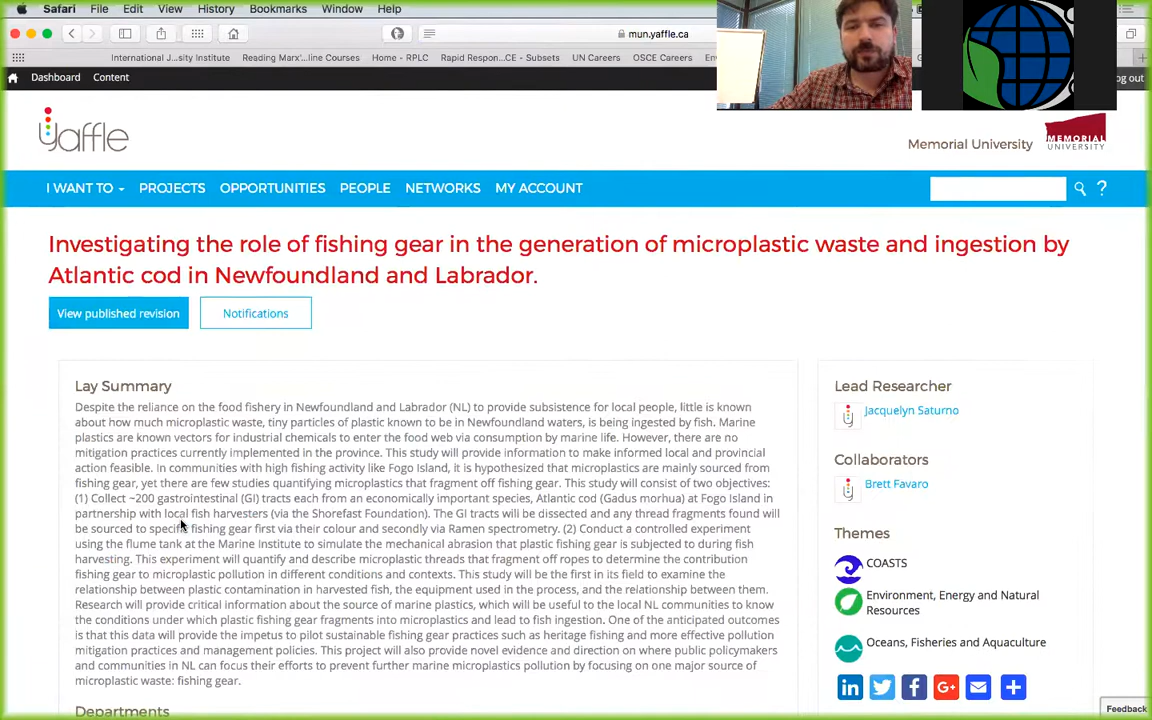 Safari File Edit View History Bookmarks Window Help
mun.yaffle.ca
International J...sity Institute Reading Marx'...line Courses Home - RPLC Rapid Respon...CE - Subsets UN Careers OSCE Careers
Dashboard Content og out
yaffle
Memorial University MEMORIAL UNIVERSITY
I WANT TO PROJECTS OPPORTUNITIES PEOPLE NETWORKS MY ACCOUNT ?
Investigating the role of fishing gear in the generation of microplastic waste and ingestion by
Atlantic cod in Newfoundland and Labrador.
View published revision Notifications
Lay Summary
Despite the reliance on the food fishery in Newfoundland and Labrador (NL) to provide subsistence for local people, little is known
about how much microplastic waste, tiny particles of plastic known to be in Newfoundland waters, is being ingested by fish. Marine
plastics are known vectors for industrial chemicals to enter the food web via consumption by marine life. However, there are no
mitigation practices currently implemented in the province. This study will provide information to make informed local and provincial
action feasible. In communities with high fishing activity like Fogo Island, it is hypothesized that microplastics are mainly sourced from
fishing gear, yet there are few studies quantifying microplastics that fragment off fishing gear. This study will consist of two objectives:
(1) Collect ~200 gastrointestinal (GI) tracts each from an economically important species, Atlantic cod (Gadus morhua) at Fogo Island in
partnership with local fish harvesters (via the Shorefast Foundation). The GI tracts will be dissected and any thread fragments found will
be sourced to specific fishing gear first via their colour and secondly via Ramen spectrometry. (2) Conduct a controlled experiment
using the flume tank at the Marine Institute to simulate the mechanical abrasion that plastic fishing gear is subjected to during fish
harvesting. This experiment will quantify and describe microplastic threads that fragment off ropes to determine the contribution
fishing gear to microplastic pollution in different conditions and contexts. This study will be the first in its field to examine the
relationship between plastic contamination in harvested fish, the equipment used in the process, and the relationship between them.
Research will provide critical information about the source of marine plastics, which will be useful to the local NL communities to know
the conditions under which plastic fishing gear fragments into microplastics and lead to fish ingestion. One of the anticipated outcomes
is that this data will provide the impetus to pilot sustainable fishing gear practices such as heritage fishing and more effective pollution
mitigation practices and management policies. This project will also provide novel evidence and direction on where public policymakers
and communities in NL can focus their efforts to prevent further marine microplastics pollution by focusing on one major source of
microplastic waste: fishing gear.
Departments
Lead Researcher
Jacquelyn Saturno
Collaborators
Brett Favaro
Themes
COASTS
Environment, Energy and Natural
Resources
Oceans, Fisheries and Aquaculture
in f G+
Feedback